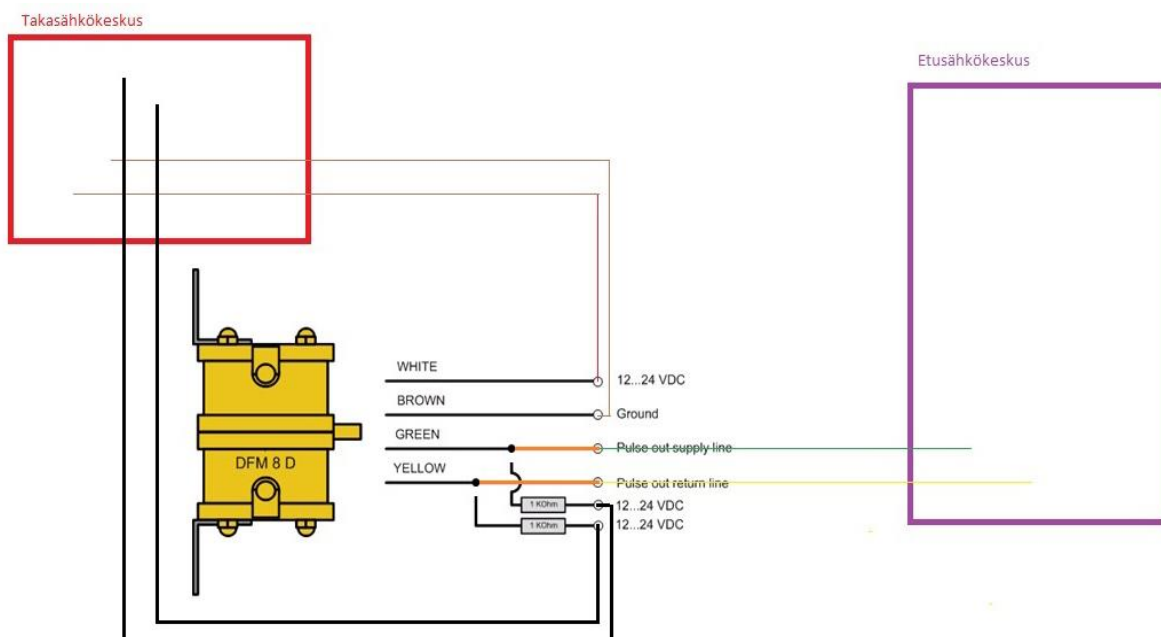 Takasähkökeskus
Etusähkökeskus
WHITE
12...24 VDC
BROWN
Ground
GREEN
Pulse out supply line
DFM 8 D
YELLOW
Pulse out return line
1 KOhm
12...24 VDC
1 KOhm
12...24 VDC